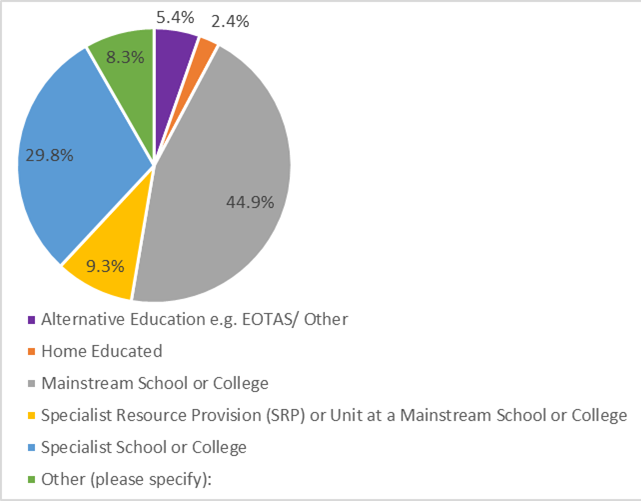 5.4%
2.4%
8.3%
29.8%
44.9%
9.3%
Alternative Education e.g. EOTAS/ Other
Home Educated
Mainstream School or College
Specialist Resource Provision (SRP) or Unit at a Mainstream School or College
Specialist School or College
Other (please specify):